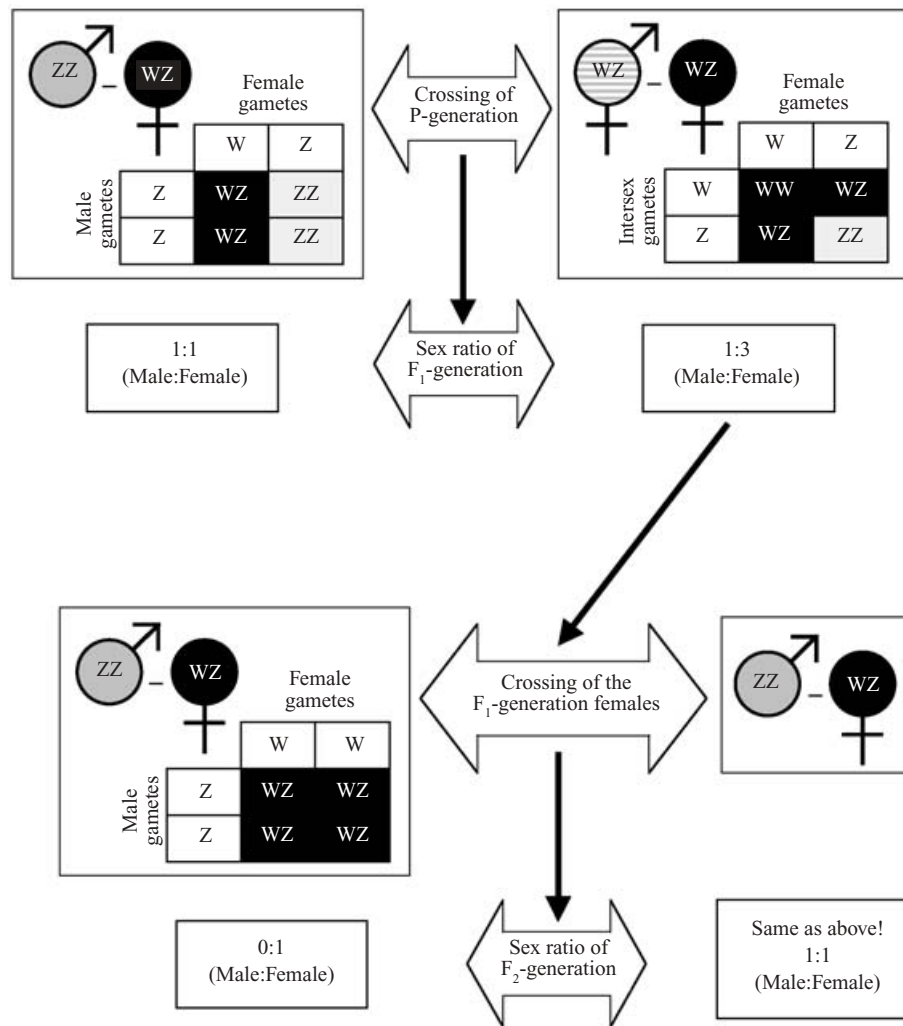 ZZ
–
WZ
Female
gametes
W
Z
Male
gametes
Z
WZ
ZZ
Z
WZ
ZZ
Crossing of
P-generation
WZ
–
WZ
Female
gametes
W
Z
Intersex
gametes
W
WW
WZ
Z
WZ
ZZ
1:1
(Male:Female)
Sex ratio of
F₁-generation
1:3
(Male:Female)
ZZ
–
WZ
Female
gametes
W
W
Male
gametes
Z
WZ
WZ
Z
WZ
WZ
Crossing of the
F₁-generation females
ZZ
–
WZ
0:1
(Male:Female)
Sex ratio of
F₂-generation
Same as above!
1:1
(Male:Female)